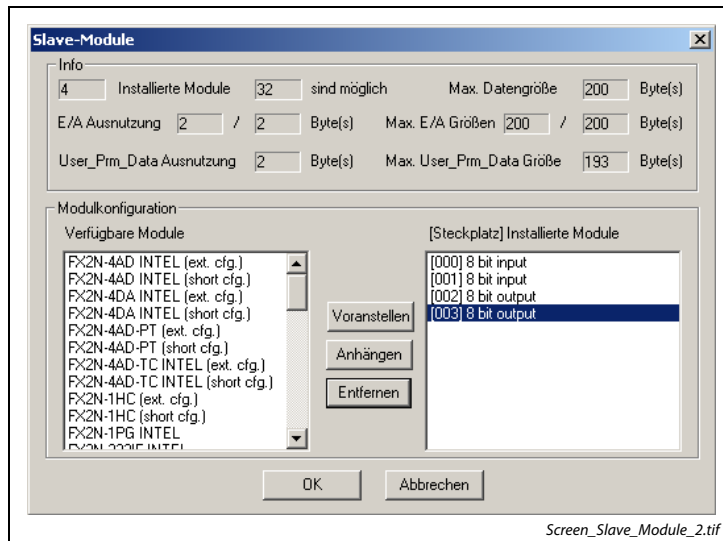 Slave-Module
Info
4 Installierte Module 32 sind möglich Max. Datengröße 200 Byte(s)
E/A Ausnutzung 2 / 2 Byte(s) Max. E/A Größen 200 / 200 Byte(s)
User_Prm_Data Ausnutzung 2 Byte(s) Max. User_Prm_Data Größe 193 Byte(s)
Modulkonfiguration
Verfügbare Module
FX2N-4AD INTEL (ext. cfg.)
FX2N-4AD INTEL (short cfg.)
FX2N-4DA INTEL (ext. cfg.)
FX2N-4DA INTEL (short cfg.)
FX2N-4AD-PT (ext. cfg.)
FX2N-4AD-PT (short cfg.)
FX2N-4AD-TC INTEL (ext. cfg.)
FX2N-4AD-TC INTEL (short cfg.)
FX2N-1HC (ext. cfg.)
FX2N-1HC (short cfg.)
FX2N-1PG INTEL
Voranstellen
Anhängen
Entfernen
[Steckplatz] Installierte Module
[000] 8 bit input
[001] 8 bit input
[002] 8 bit output
[003] 8 bit output
OK
Abbrechen
Screen_Slave_Module_2.tif